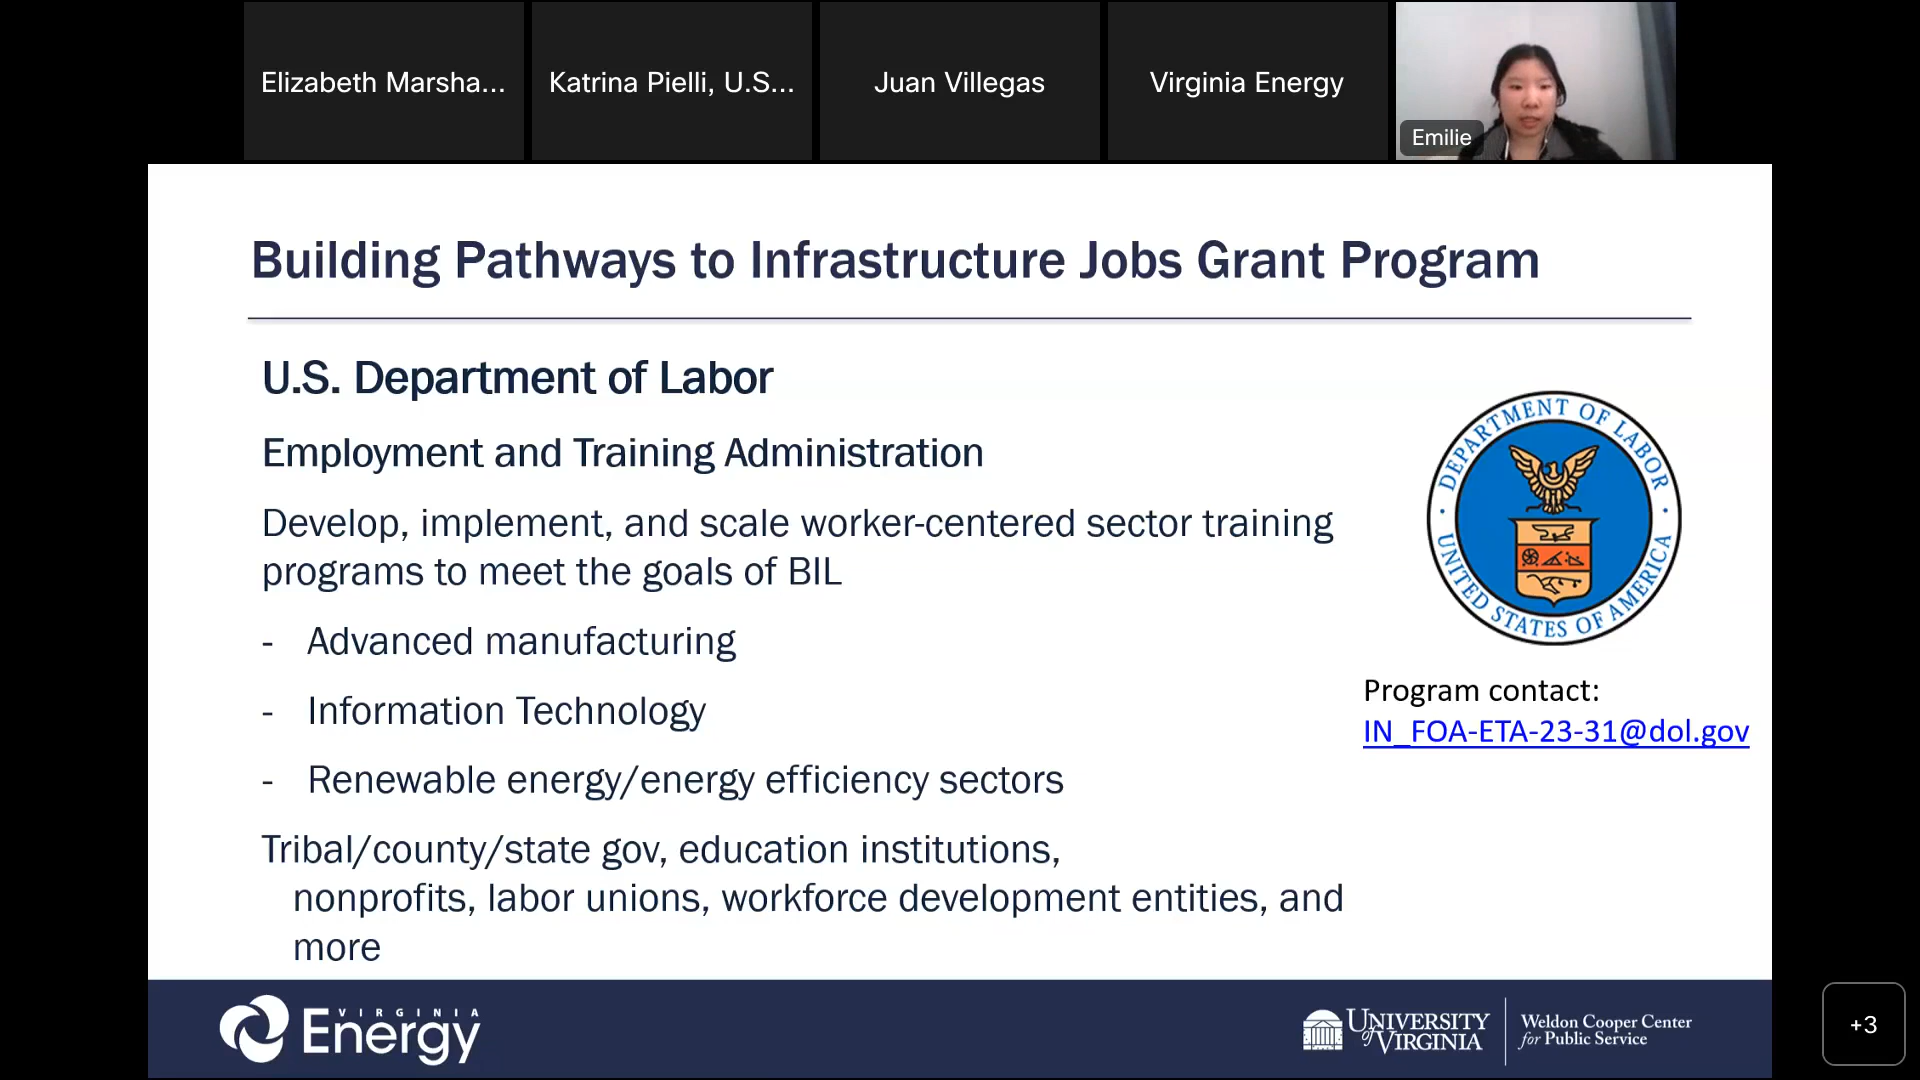 Elizabeth Marsha...
Katrina Pielli, U.S...
Juan Villegas
Virginia Energy
Emilie
Building Pathways to Infrastructure Jobs Grant Program
U.S. Department of Labor
Employment and Training Administration
Develop, implement, and scale worker-centered sector training
programs to meet the goals of BIL
- Advanced manufacturing
- Information Technology
- Renewable energy/energy efficiency sectors
Tribal/county/state gov, education institutions,
nonprofits, labor unions, workforce development entities, and
more
DEPARTMENT OF LABOR
UNITED STATES OF AMERICA
Program contact:
IN_FOA-ETA-23-31@dol.gov
VIRGINIA
Energy
UNIVERSITY
of VIRGINIA
Weldon Cooper Center
for Public Service
+3